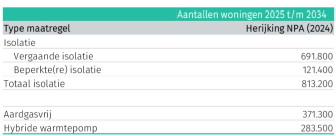 Aantallen woningen 2025 t/m 2034
Type maatregel Herijking NPA (2024)
Isolatie
Vergaande isolatie 691.800
Beperkte(re) isolatie 121.400
Totaal isolatie 813.200
Aardgasvrij 371.300
Hybride warmtepomp 283.500